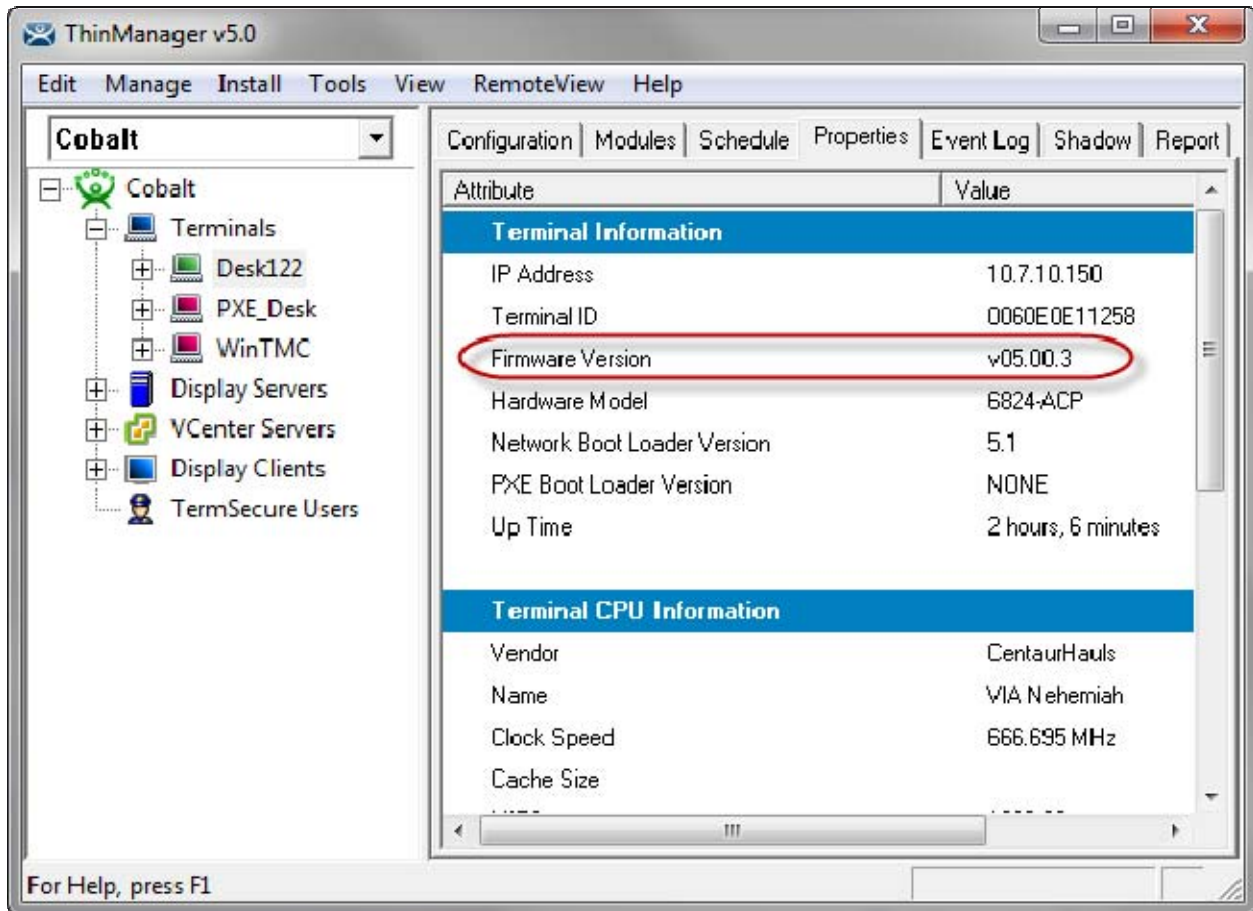 ThinManager v5.0
Edit Manage Install Tools View RemoteView Help
Cobalt
Cobalt
Terminals
Desk122
PXE_Desk
WinTMC
Display Servers
VCenter Servers
Display Clients
TermSecure Users
Configuration Modules Schedule Properties Event Log Shadow Report
Attribute Value
Terminal Information
IP Address 10.7.10.150
Terminal ID 0060E0E11258
Firmware Version v05.00.3
Hardware Model 6824-ACP
Network Boot Loader Version 5.1
PXE Boot Loader Version NONE
Up Time 2 hours, 6 minutes
Terminal CPU Information
Vendor CentaurHauls
Name VIA Nehemiah
Clock Speed 666.695 MHz
Cache Size
For Help, press F1